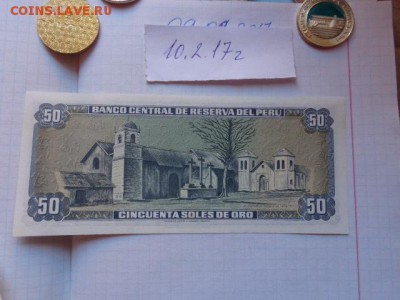 COINS.LAVE.RU
10.2.17г
BANCO CENTRAL DE RESERVA DEL PERU
50 50
50 50
CINCUENTA SOLES DE ORO